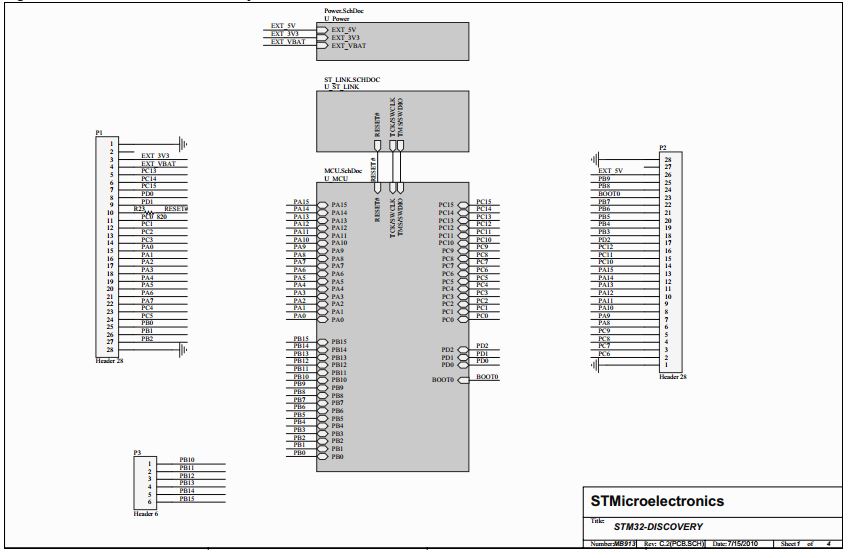 Power.SchDoc
U_Power
EXT_5V EXT_5V
EXT_3V3 EXT_3V3
EXT_VBAT EXT_VBAT
ST_LINK.SCHDOC
U_ST_LINK
RESET#
TCK/SWCLK
TMS/SWDIO
RESET#
MCU.SchDoc
U_MCU
RESET#
TCK/SWCLK
TMS/SWDIO
P1
1
2
3 EXT_3V3
4 EXT_VBAT
5 PC13
6 PC14
7 PC15
8 PD0
9 PD1
10 R23 RESET#
11 PC0 820
12 PC1
13 PC2
14 PC3
15 PA0
16 PA1
17 PA2
18 PA3
19 PA4
20 PA5
21 PA6
22 PA7
23 PC4
24 PC5
25 PB0
26 PB1
27 PB2
28
Header 28
PA15 PA15
PA14 PA14
PA13 PA13
PA12 PA12
PA11 PA11
PA10 PA10
PA9 PA9
PA8 PA8
PA7 PA7
PA6 PA6
PA5 PA5
PA4 PA4
PA3 PA3
PA2 PA2
PA1 PA1
PA0 PA0
PB15 PB15
PB14 PB14
PB13 PB13
PB12 PB12
PB11 PB11
PB10 PB10
PB9 PB9
PB8 PB8
PB7 PB7
PB6 PB6
PB5 PB5
PB4 PB4
PB3 PB3
PB2 PB2
PB1 PB1
PB0 PB0
PC15 PC15
PC14 PC14
PC13 PC13
PC12 PC12
PC11 PC11
PC10 PC10
PC9 PC9
PC8 PC8
PC7 PC7
PC6 PC6
PC5 PC5
PC4 PC4
PC3 PC3
PC2 PC2
PC1 PC1
PC0 PC0
PD2 PD2
PD1 PD1
PD0 PD0
BOOT0 BOOT0
P2
28
27
EXT_5V 26
PB9 25
PB8 24
BOOT0 23
PB7 22
PB6 21
PB5 20
PB4 19
PB3 18
PD2 17
PC12 16
PC11 15
PC10 14
PA15 13
PA14 12
PA13 11
PA12 10
PA11 9
PA10 8
PA9 7
PA8 6
PC9 5
PC8 4
PC7 3
PC6 2
1
Header 28
P3
1 PB10
2 PB11
3 PB12
4 PB13
5 PB14
6 PB15
Header 6
STMicroelectronics
Title:
STM32-DISCOVERY
Number:MB913 Rev: C.2(PCB.SCH) Date:7/15/2010 Sheet 1 of 4